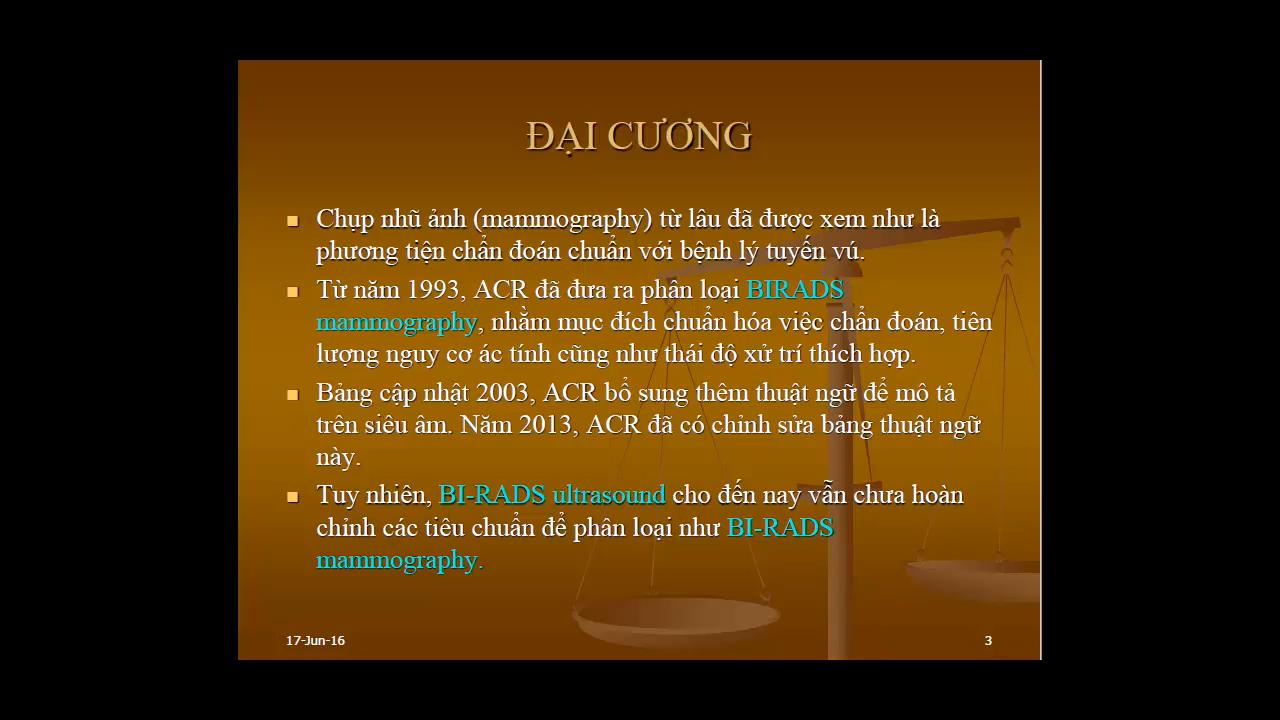 ĐẠI CƯƠNG
Chụp nhũ ảnh (mammography) từ lâu đã được xem như là
phương tiện chẩn đoán chuẩn với bệnh lý tuyến vú.
Từ năm 1993, ACR đã đưa ra phân loại BIRADS
mammography, nhằm mục đích chuẩn hóa việc chẩn đoán, tiên
lượng nguy cơ ác tính cũng như thái độ xử trí thích hợp.
Bảng cập nhật 2003, ACR bổ sung thêm thuật ngữ để mô tả
trên siêu âm. Năm 2013, ACR đã có chỉnh sửa bảng thuật ngữ
này.
Tuy nhiên, BI-RADS ultrasound cho đến nay vẫn chưa hoàn
chỉnh các tiêu chuẩn để phân loại như BI-RADS
mammography.
17-Jun-16
3